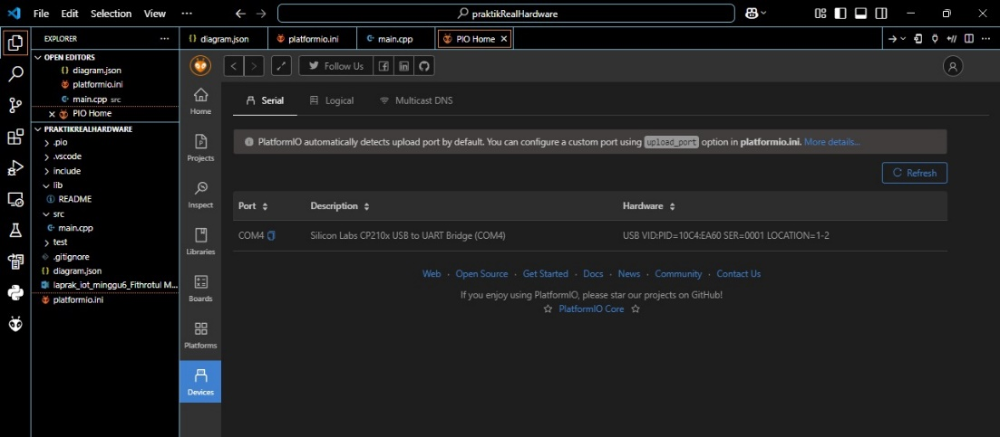 File Edit Selection View ··· praktikRealHardware
EXPLORER ···
OPEN EDITORS
{} diagram.json
platformio.ini
main.cpp src
PIO Home
PRAKTIKREALHARDWARE
.pio
.vscode
include
lib
README
src
main.cpp
test
.gitignore
{} diagram.json
laprak_iot_minggu6_Fithrotul M...
platformio.ini
{} diagram.json platformio.ini main.cpp PIO Home
Follow Us
Home
Projects
Inspect
Libraries
Boards
Platforms
Devices
Serial Logical Multicast DNS
PlatformIO automatically detects upload port by default. You can configure a custom port using upload_port option in platformio.ini. More details...
Refresh
Port Description Hardware
COM4 Silicon Labs CP210x USB to UART Bridge (COM4) USB VID:PID=10C4:EA60 SER=0001 LOCATION=1-2
Web · Open Source · Get Started · Docs · News · Community · Contact Us
If you enjoy using PlatformIO, please star our projects on GitHub!
PlatformIO Core